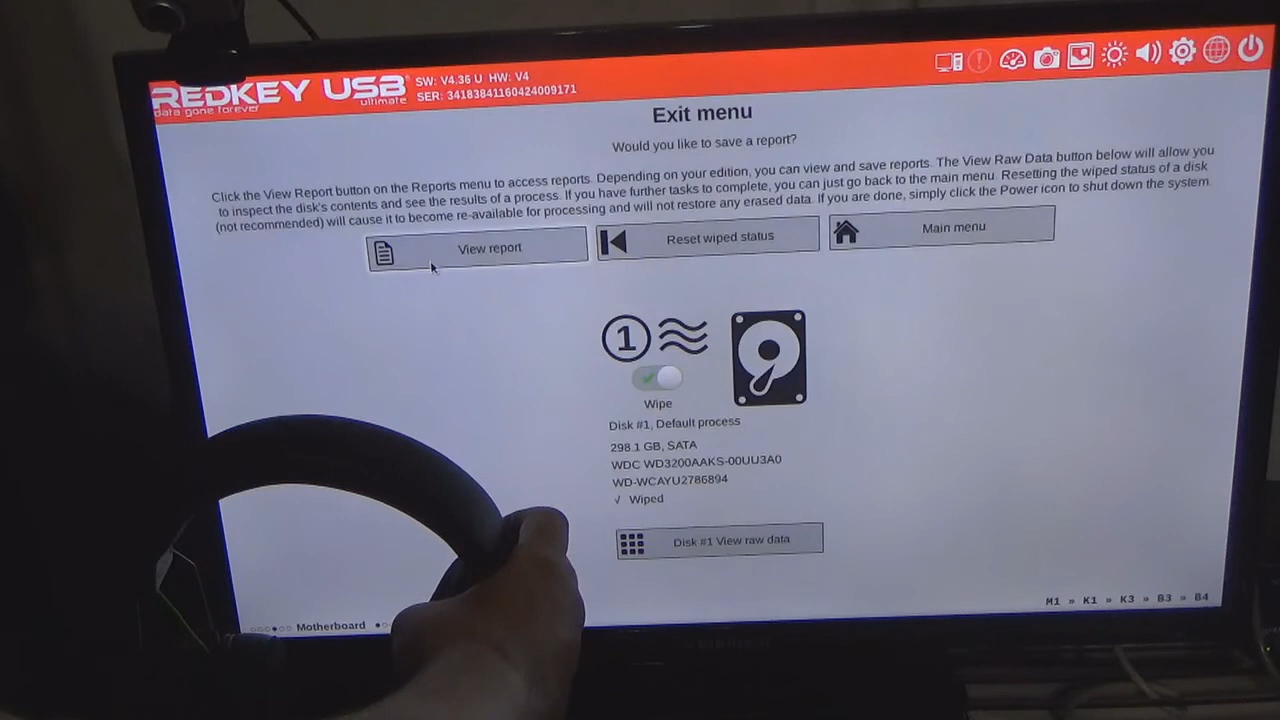 REDKEY USB®
ultimate
data gone forever
SW: V4.36 U HW: V4
SER: 34183841160424009171
Exit menu
Would you like to save a report?
Click the View Report button on the Reports menu to access reports. Depending on your edition, you can view and save reports. The View Raw Data button below will allow you
to inspect the disk's contents and see the results of a process. If you have further tasks to complete, you can just go back to the main menu. Resetting the wiped status of a disk
(not recommended) will cause it to become re-available for processing and will not restore any erased data. If you are done, simply click the Power icon to shut down the system.
View report
Reset wiped status
Main menu
1
Wipe
Disk #1, Default process
298.1 GB, SATA
WDC WD3200AAKS-00UU3A0
WD-WCAYU2786894
√ Wiped
Disk #1 View raw data
Motherboard
M1 » K1 » K3 » B3 » B4